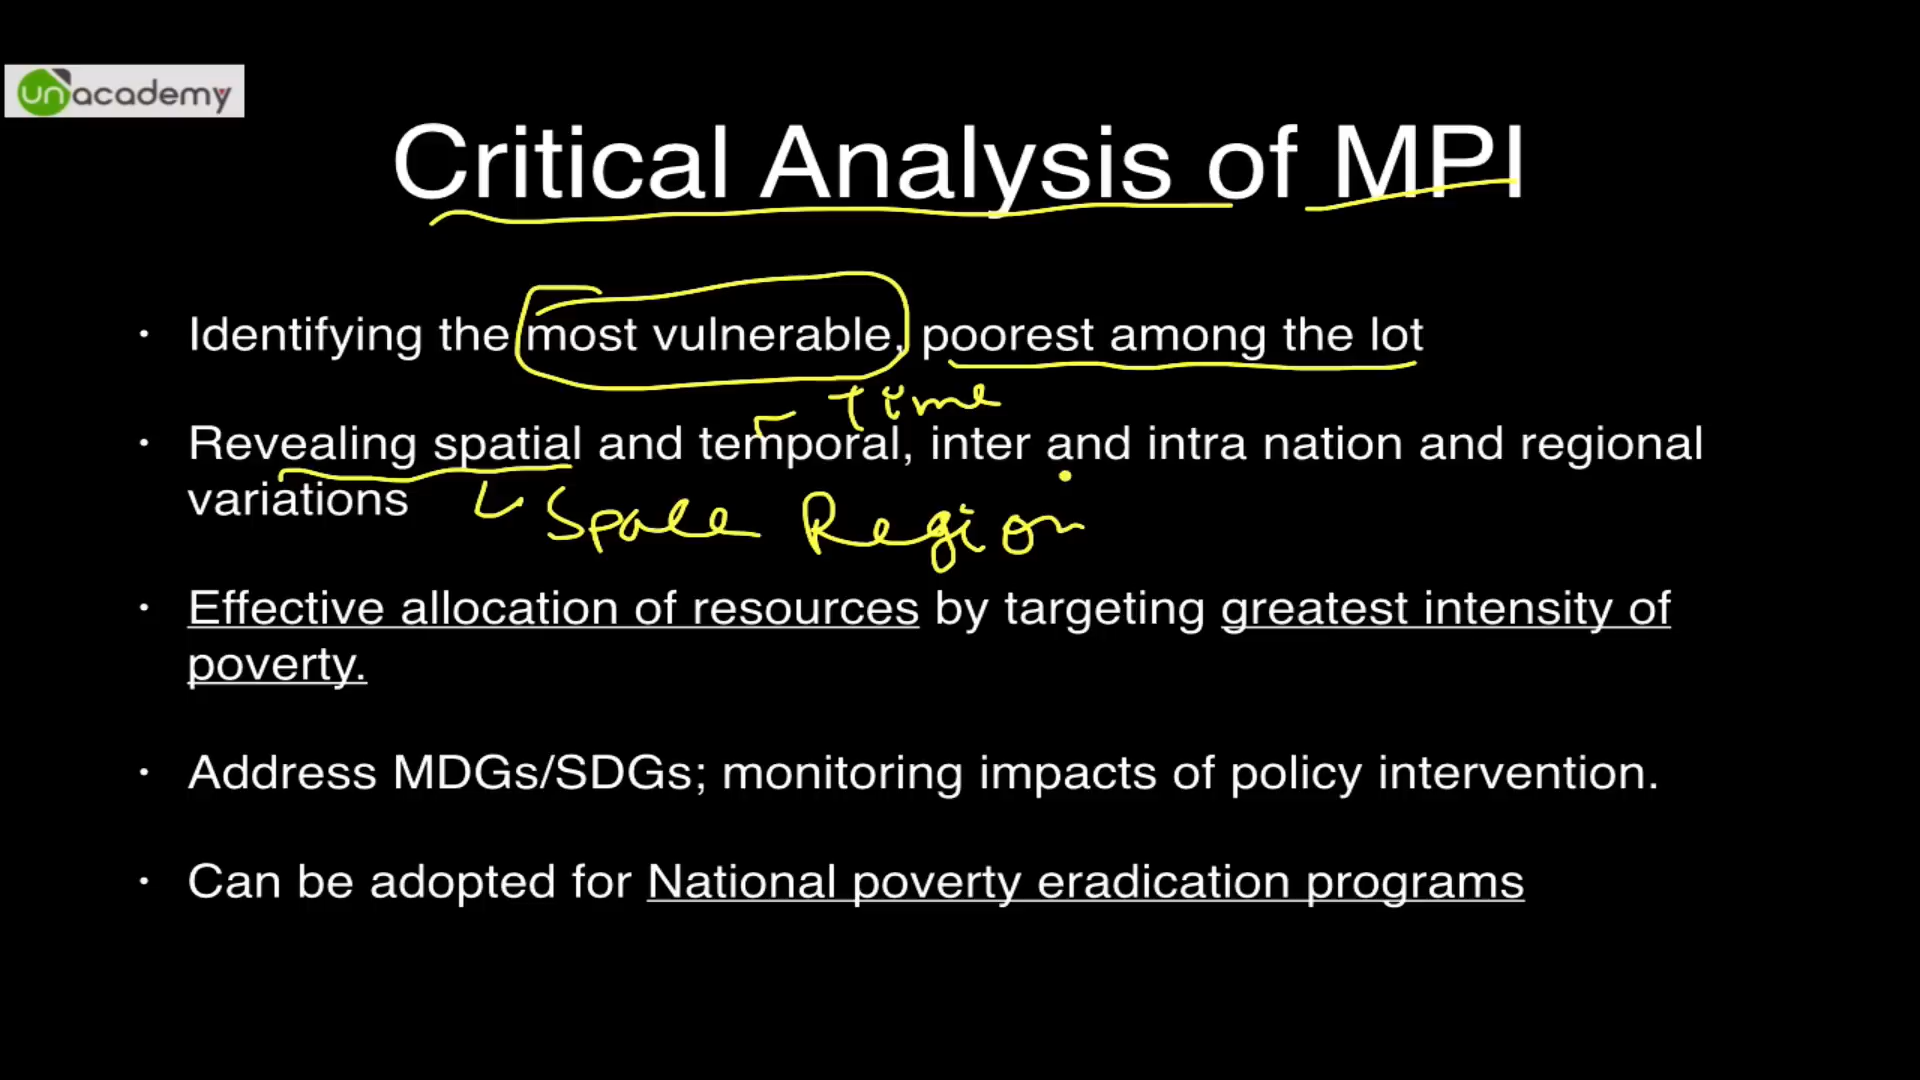 unacademy
Critical Analysis of MPI
• Identifying the most vulnerable, poorest among the lot
Time
• Revealing spatial and temporal, inter and intra nation and regional
variations
Space Region
• Effective allocation of resources by targeting greatest intensity of
poverty.
• Address MDGs/SDGs; monitoring impacts of policy intervention.
• Can be adopted for National poverty eradication programs